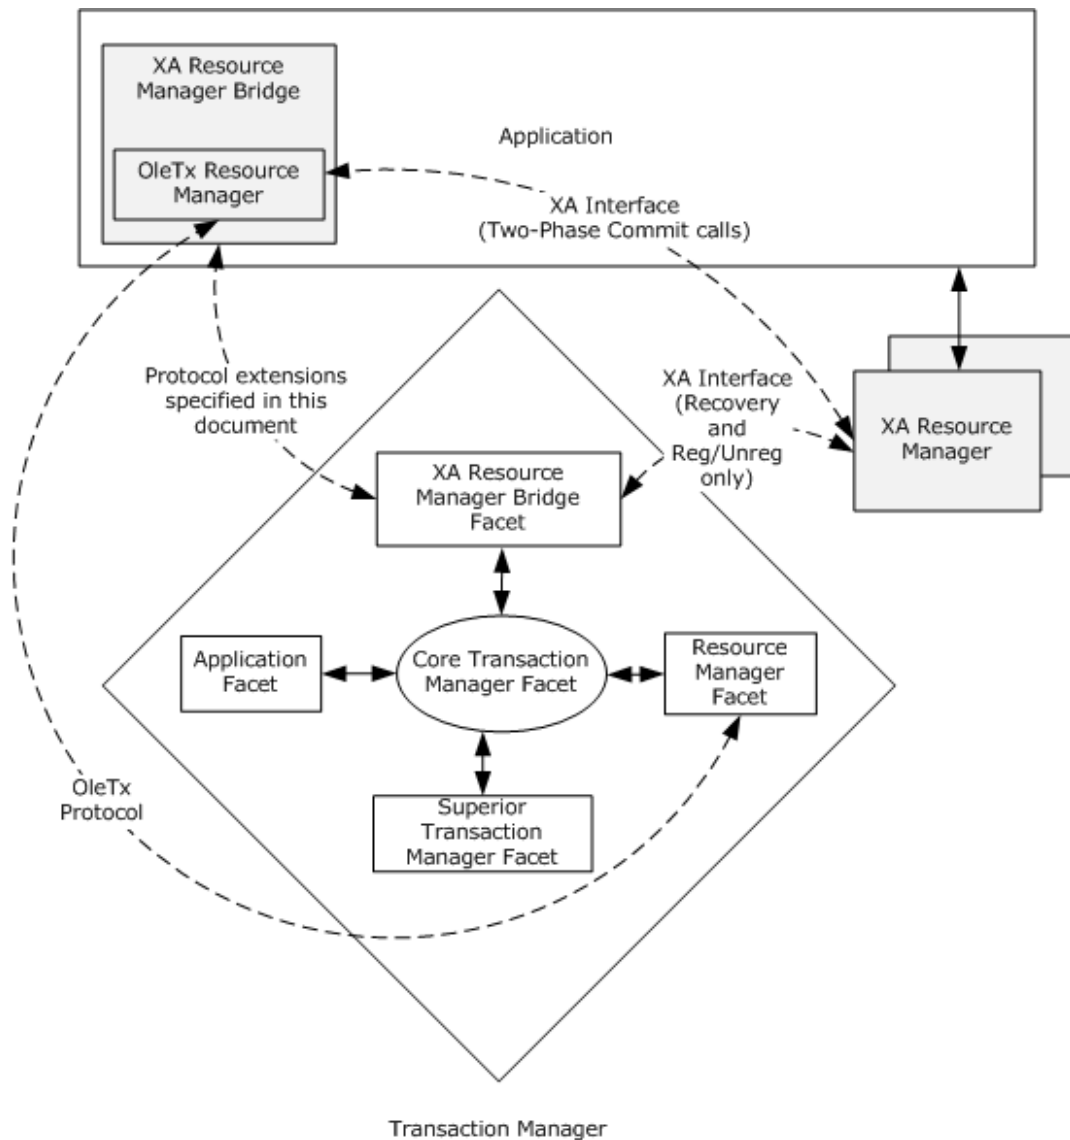 XA Resource
Manager Bridge
Application
OleTx Resource
Manager
XA Interface
(Two-Phase Commit calls)
Protocol extensions
specified in this
document
XA Interface
(Recovery
and
Reg/Unreg
only)
XA Resource
Manager
XA Resource
Manager Bridge
Facet
Application
Facet
Core Transaction
Manager Facet
Resource
Manager
Facet
OleTx
Protocol
Superior
Transaction
Manager Facet
Transaction Manager